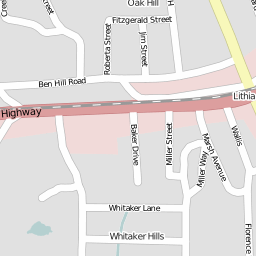 Oak Hill
Fitzgerald Street
Roberta Street
Jim Street
Ben Hill Road
Lithia
Highway
Baker Drive
Miller Street
Miller Way
Marsh Avenue
Wallis
Whitaker Lane
Whitaker Hills
Florence